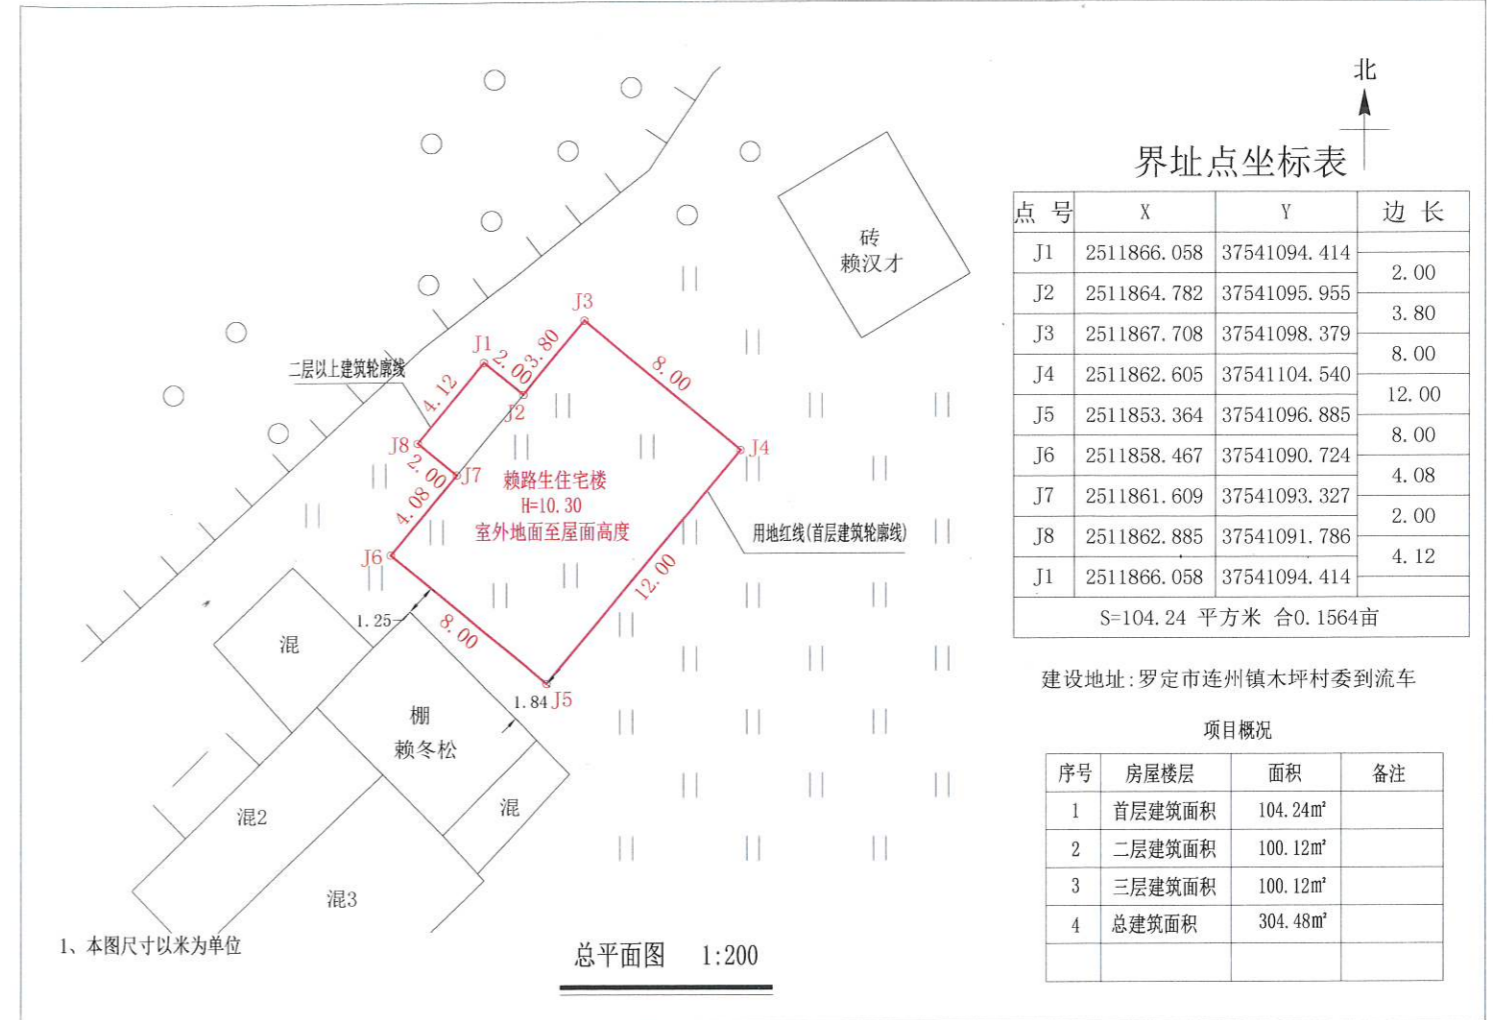 北
界址点坐标表
点 号 X Y 边 长
J1 2511866.058 37541094.414
2.00
J2 2511864.782 37541095.955
3.80
J3 2511867.708 37541098.379
8.00
J4 2511862.605 37541104.540
12.00
J5 2511853.364 37541096.885
8.00
J6 2511858.467 37541090.724
4.08
J7 2511861.609 37541093.327
2.00
J8 2511862.885 37541091.786
4.12
J1 2511866.058 37541094.414
S=104.24 平方米 合0.1564亩
建设地址:罗定市连州镇木坪村委到流车
项目概况
序号 房屋楼层 面积 备注
1 首层建筑面积 104.24㎡
2 二层建筑面积 100.12㎡
3 三层建筑面积 100.12㎡
4 总建筑面积 304.48㎡
砖
赖汉才
J3
J1
2.00
3.80
8.00
二层以上建筑轮廓线
4.12
J2
J8
J4
2.00
J7
赖路生住宅楼
H=10.30
室外地面至屋面高度
4.08
用地红线(首层建筑轮廓线)
J6
12.00
1.25
8.00
混
1.84
J5
棚
赖冬松
混
混2
混3
1、本图尺寸以米为单位
总平面图 1:200